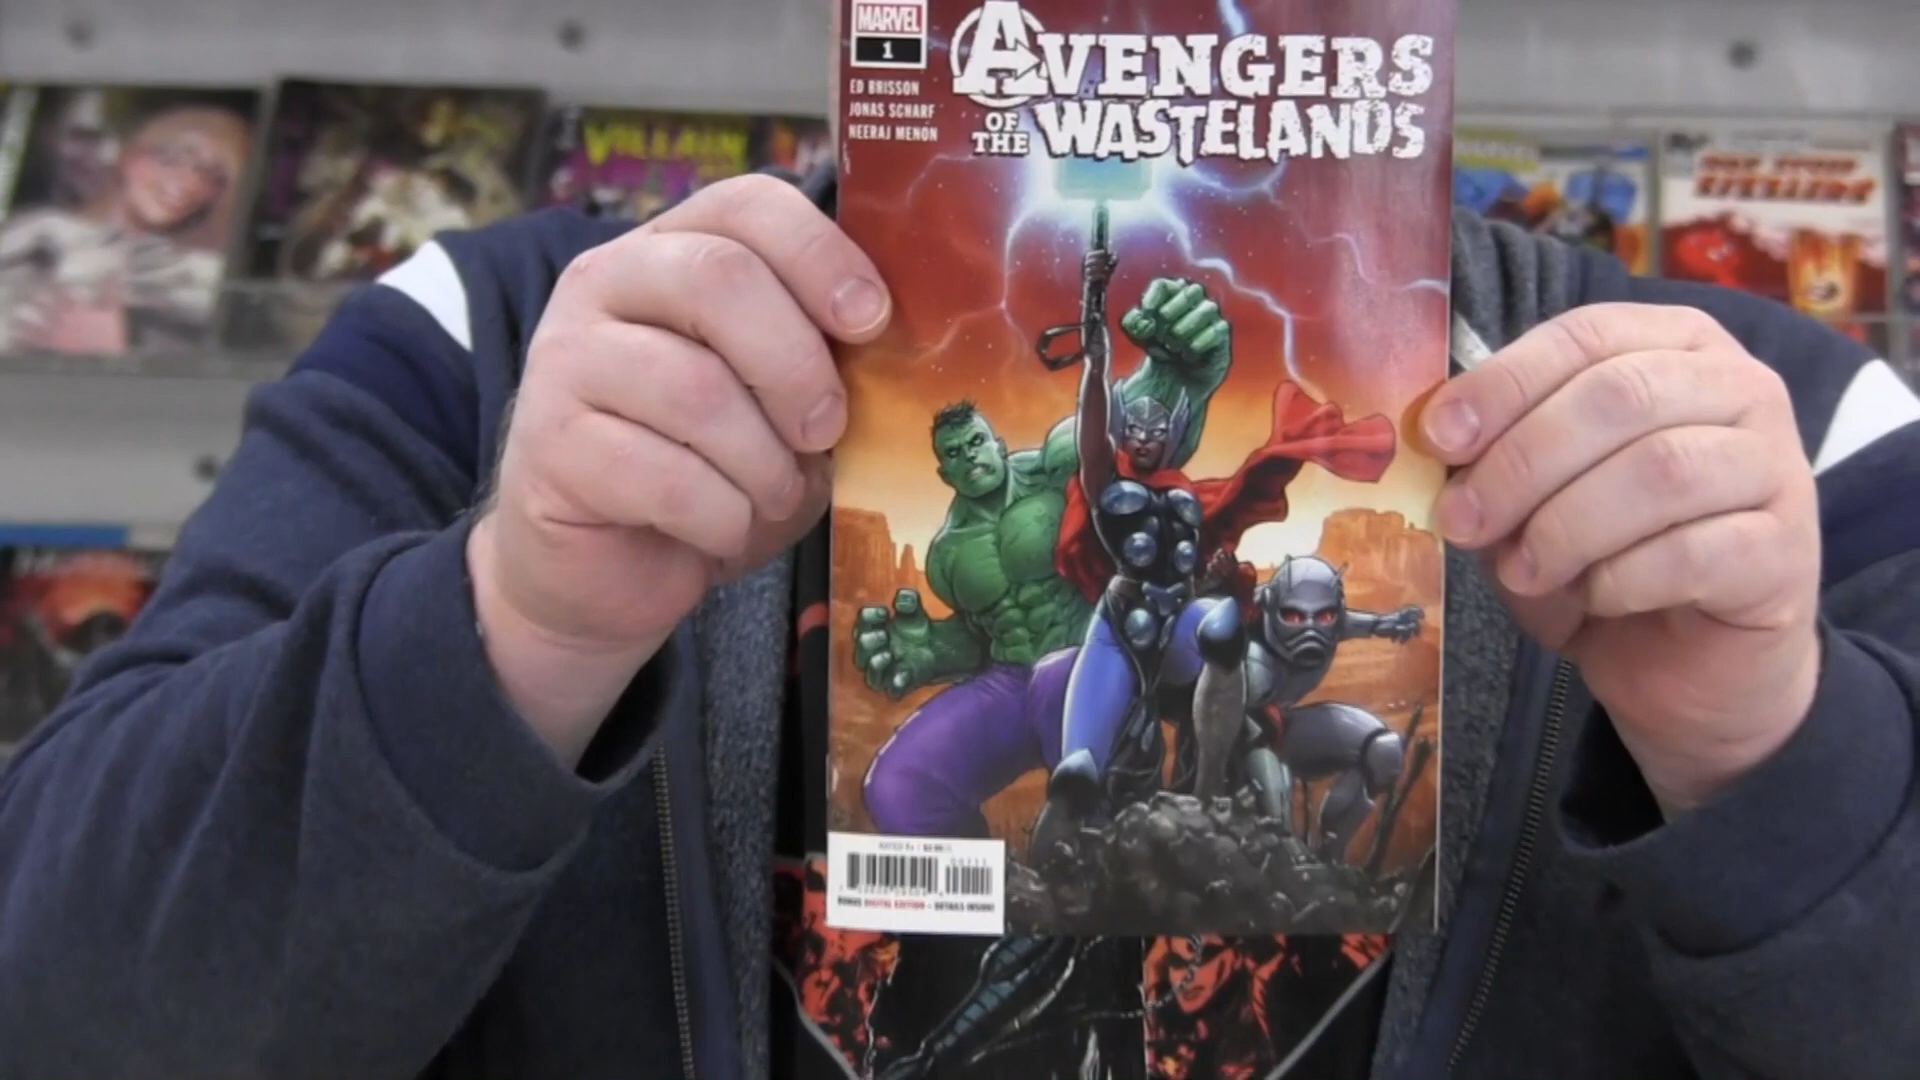 MARVEL
1
ED BRISSON
JONAS SCHARF
NEERAJ MENON
AVENGERS
OF THE WASTELANDS
VILLAIN
BONUS DIGITAL EDITION – DETAILS INSIDE!